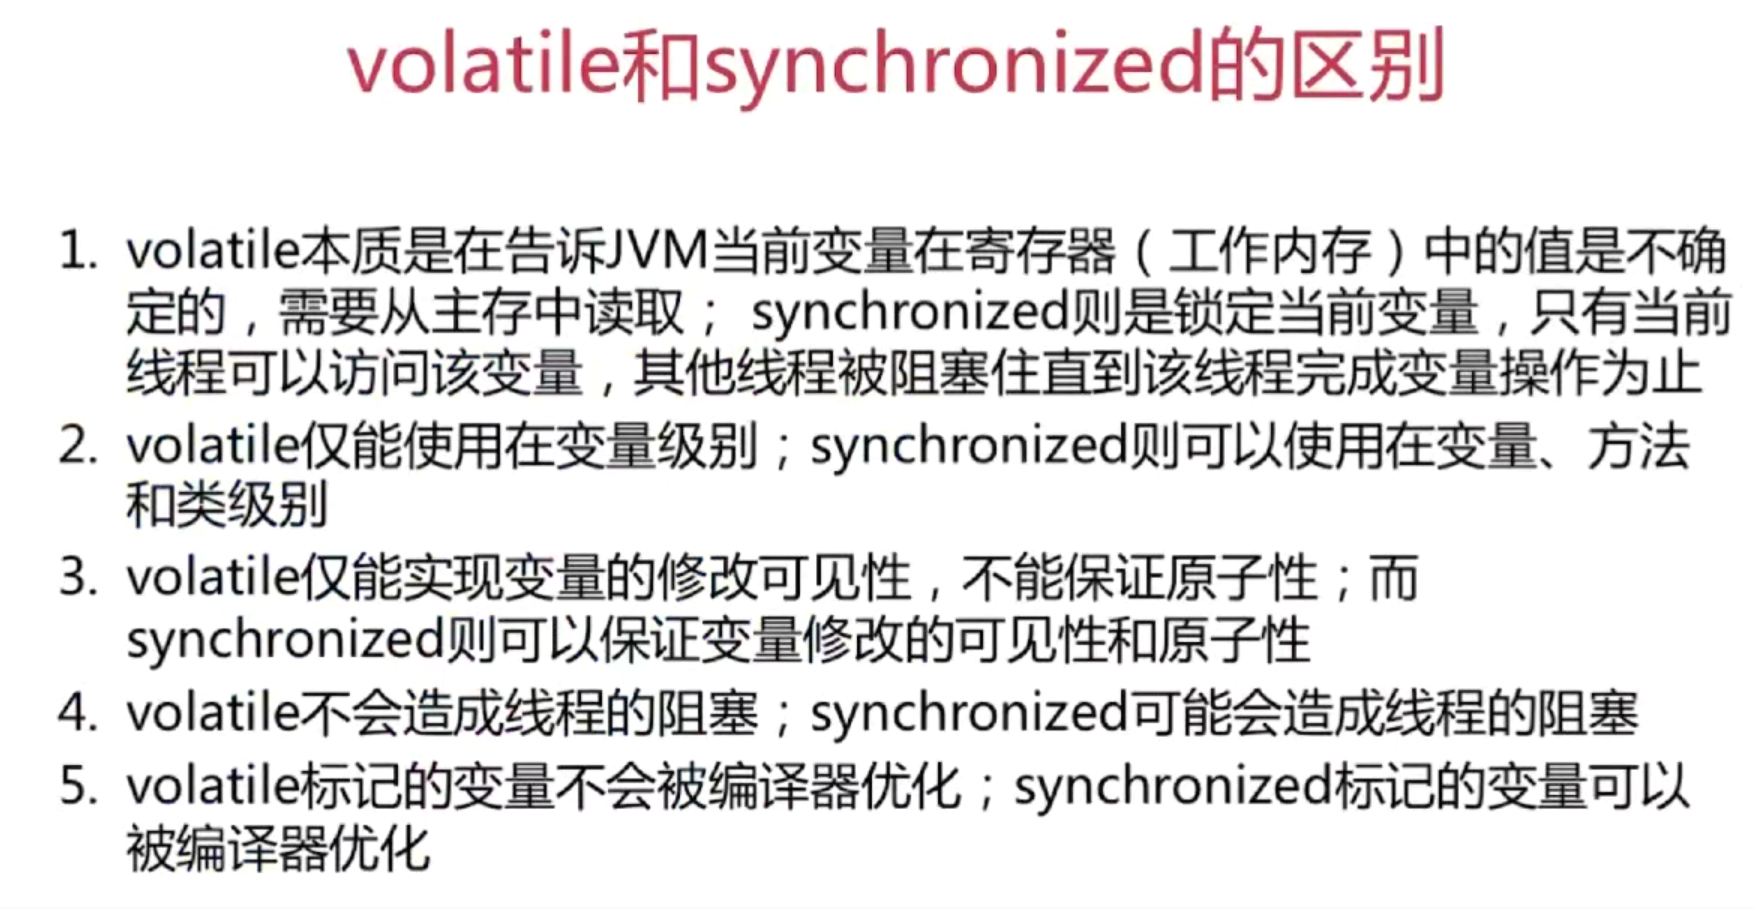 volatile和synchronized的区别
1. volatile本质是在告诉JVM当前变量在寄存器（工作内存）中的值是不确
定的，需要从主存中读取； synchronized则是锁定当前变量，只有当前
线程可以访问该变量，其他线程被阻塞住直到该线程完成变量操作为止
2. volatile仅能使用在变量级别；synchronized则可以使用在变量、方法
和类级别
3. volatile仅能实现变量的修改可见性，不能保证原子性；而
synchronized则可以保证变量修改的可见性和原子性
4. volatile不会造成线程的阻塞；synchronized可能会造成线程的阻塞
5. volatile标记的变量不会被编译器优化；synchronized标记的变量可以
被编译器优化